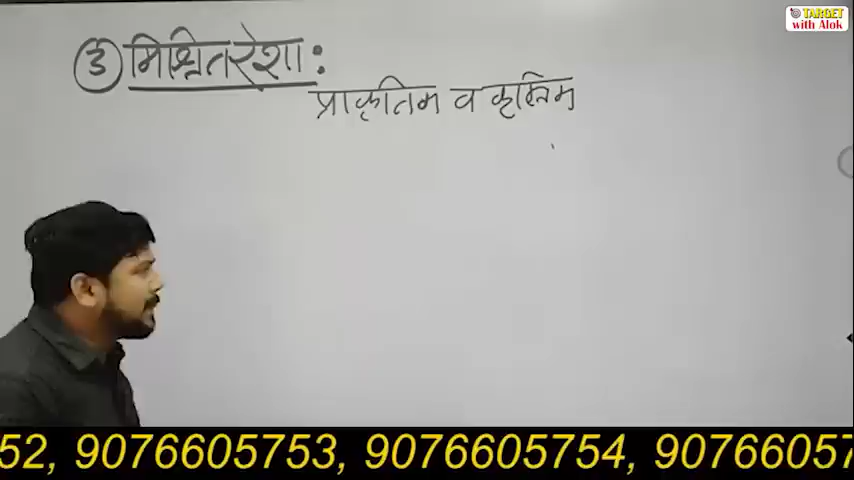 TARGET
with Alok
③ मिश्रित रेशा :
प्राकृतिक व कृत्रिम
52, 9076605753, 9076605754, 90766057